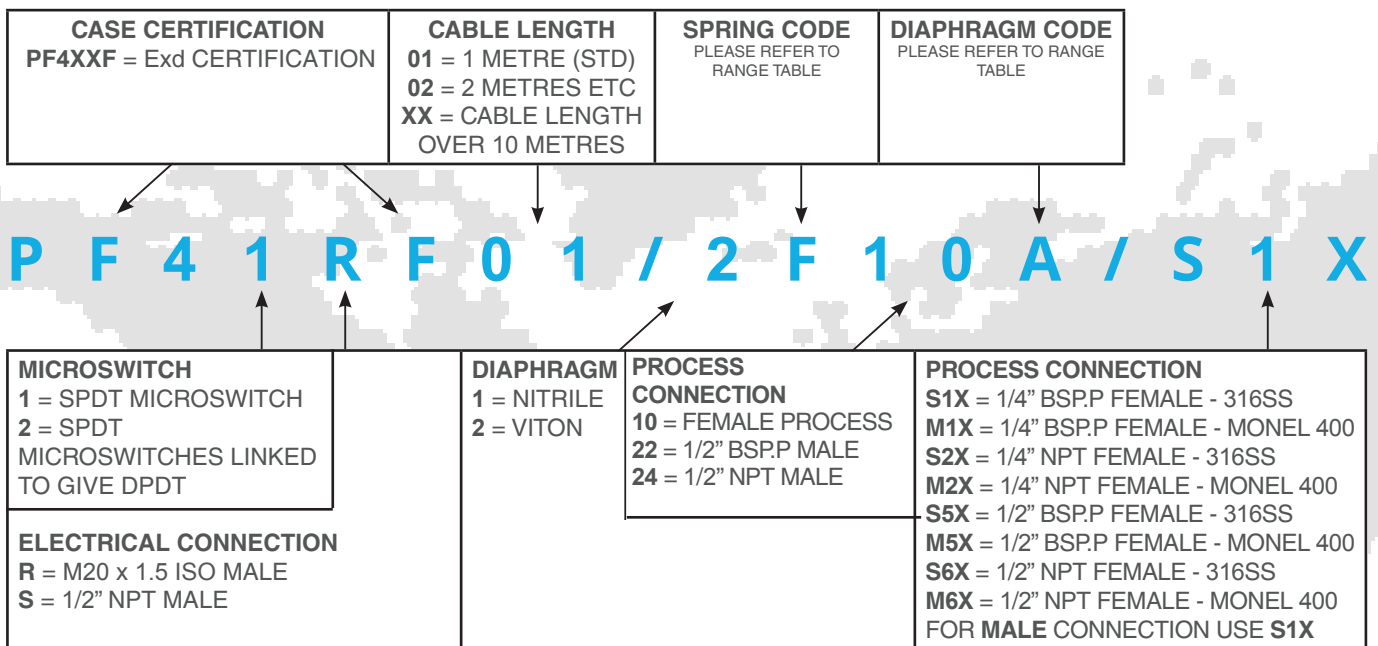 CASE CERTIFICATION
PF4XXF = Exd CERTIFICATION
CABLE LENGTH
01 = 1 METRE (STD)
02 = 2 METRES ETC
XX = CABLE LENGTH
OVER 10 METRES
SPRING CODE
PLEASE REFER TO
RANGE TABLE
DIAPHRAGM CODE
PLEASE REFER TO RANGE
TABLE
P F 4 1 R F 0 1 / 2 F 1 0 A / S 1 X
MICROSWITCH
1 = SPDT MICROSWITCH
2 = SPDT
MICROSWITCHES LINKED
TO GIVE DPDT
ELECTRICAL CONNECTION
R = M20 x 1.5 ISO MALE
S = 1/2” NPT MALE
DIAPHRAGM
1 = NITRILE
2 = VITON
PROCESS
CONNECTION
10 = FEMALE PROCESS
22 = 1/2” BSP.P MALE
24 = 1/2” NPT MALE
PROCESS CONNECTION
S1X = 1/4” BSP.P FEMALE - 316SS
M1X = 1/4” BSP.P FEMALE - MONEL 400
S2X = 1/4” NPT FEMALE - 316SS
M2X = 1/4” NPT FEMALE - MONEL 400
S5X = 1/2” BSP.P FEMALE - 316SS
M5X = 1/2” BSP.P FEMALE - MONEL 400
S6X = 1/2” NPT FEMALE - 316SS
M6X = 1/2” NPT FEMALE - MONEL 400
FOR MALE CONNECTION USE S1X